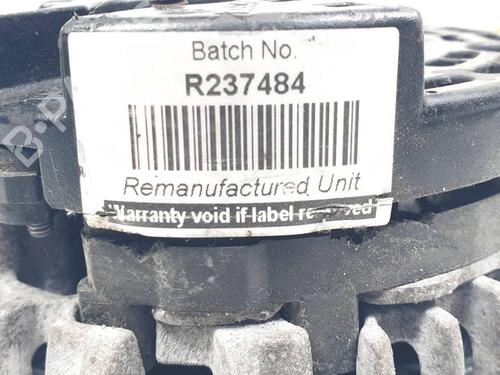 Batch No.
R237484
Remanufactured Unit
Warranty void if label removed